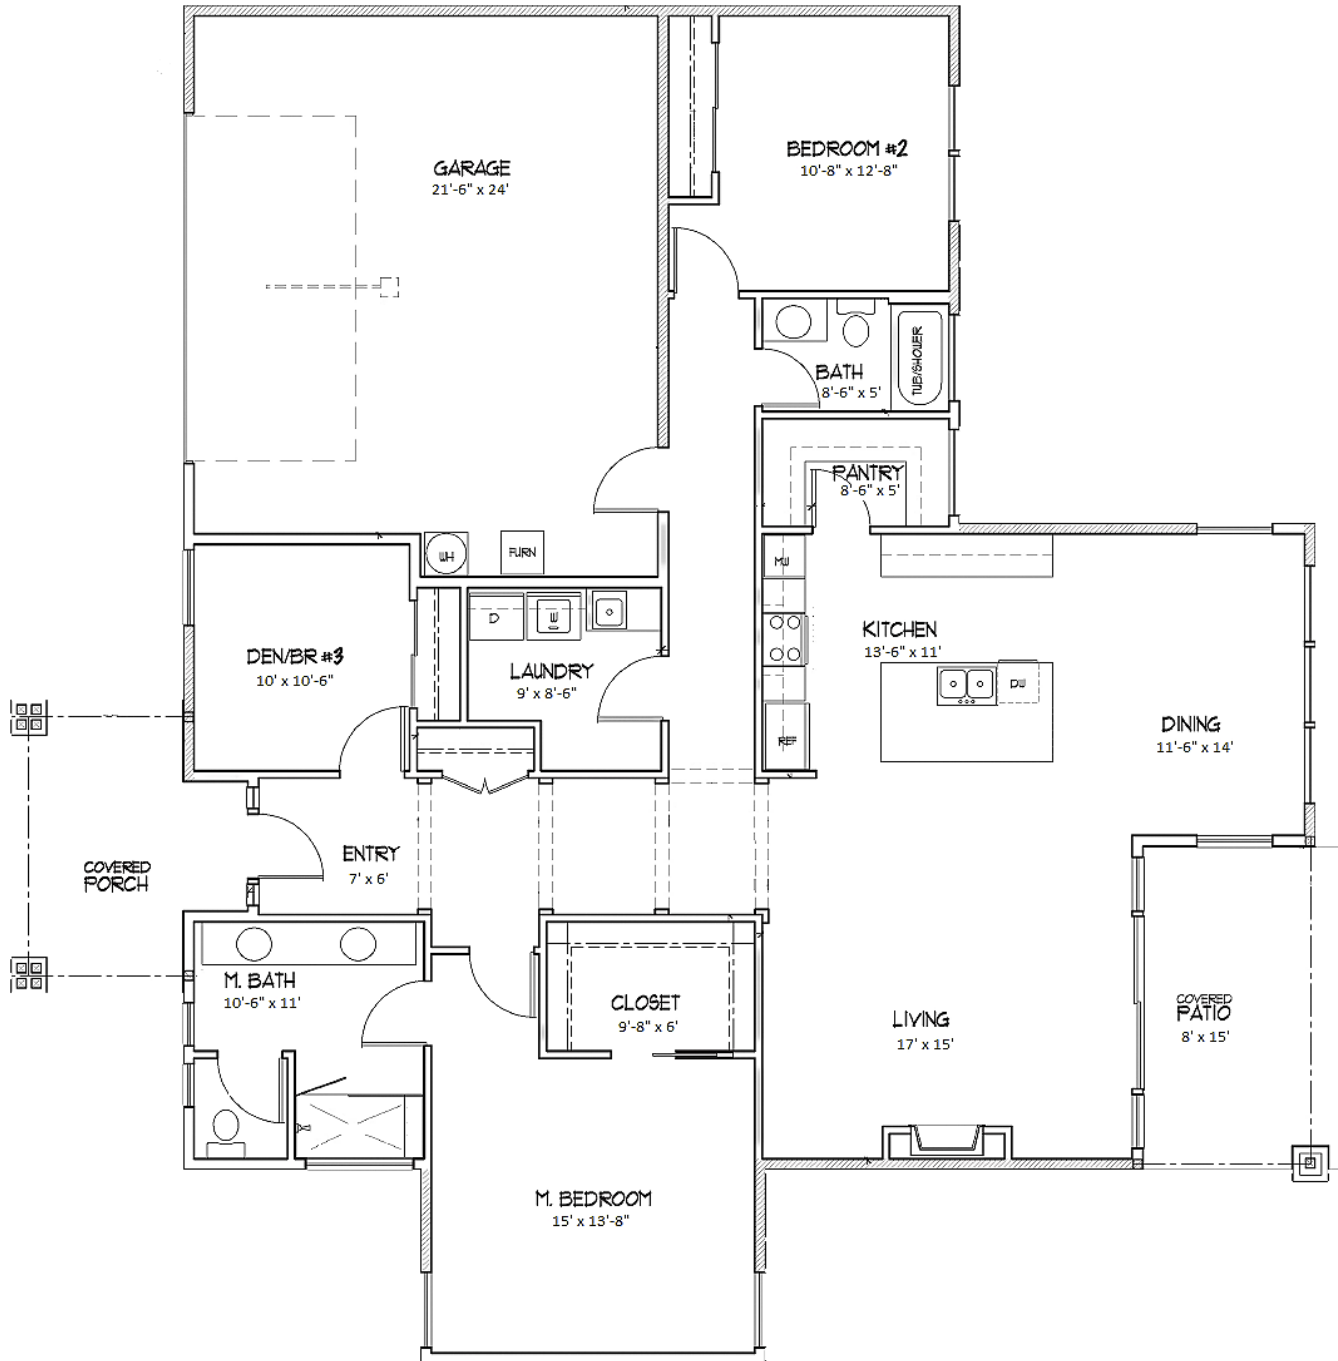 GARAGE
21'-6" x 24'
BEDROOM #2
10'-8" x 12'-8"
BATH
8'-6" x 5'
TUB/SHOWER
PANTRY
8'-6" x 5'
WH
FURN
MW
D
W
KITCHEN
13'-6" x 11'
DEN/BR #3
10' x 10'-6"
LAUNDRY
9' x 8'-6"
DW
REF
DINING
11'-6" x 14'
ENTRY
7' x 6'
COVERED
PORCH
M. BATH
10'-6" x 11'
CLOSET
9'-8" x 6'
LIVING
17' x 15'
COVERED
PATIO
8' x 15'
M. BEDROOM
15' x 13'-8"